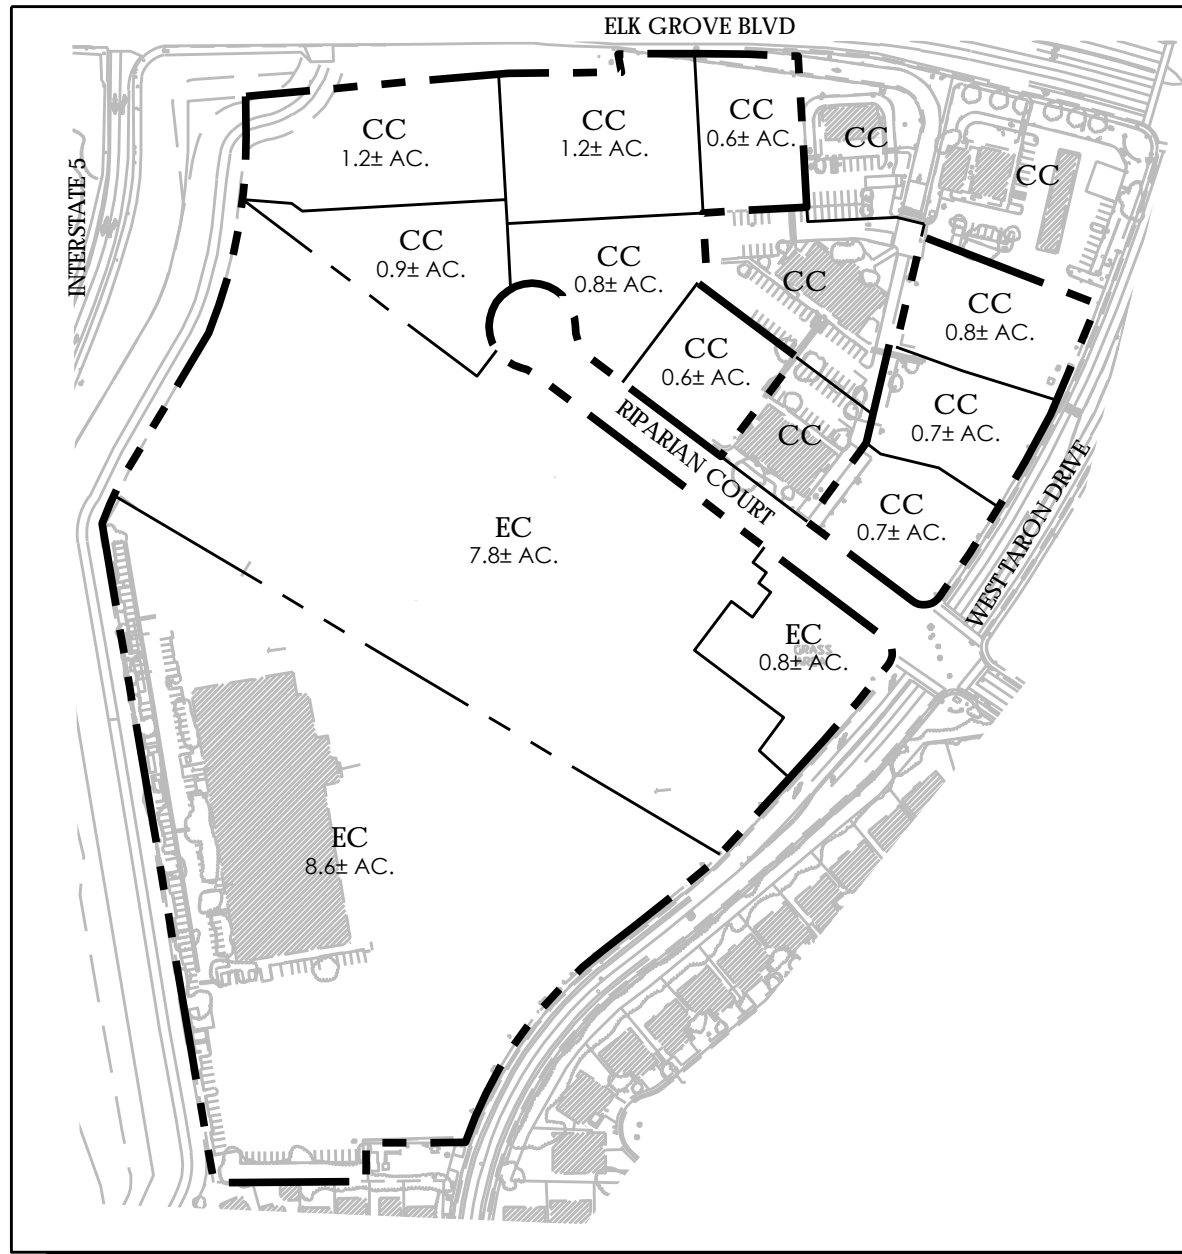 ELK GROVE BLVD
CC
1.2± AC.
CC
1.2± AC.
CC
0.6± AC.
CC
CC
INTERSTATE 5
CC
0.9± AC.
CC
0.8± AC.
CC
CC
0.8± AC.
CC
0.6± AC.
CC
0.7± AC.
RIPARIAN COURT
CC
CC
0.7± AC.
WEST TARON DRIVE
EC
7.8± AC.
EC
0.8± AC.
GRASS
AREA
EC
8.6± AC.